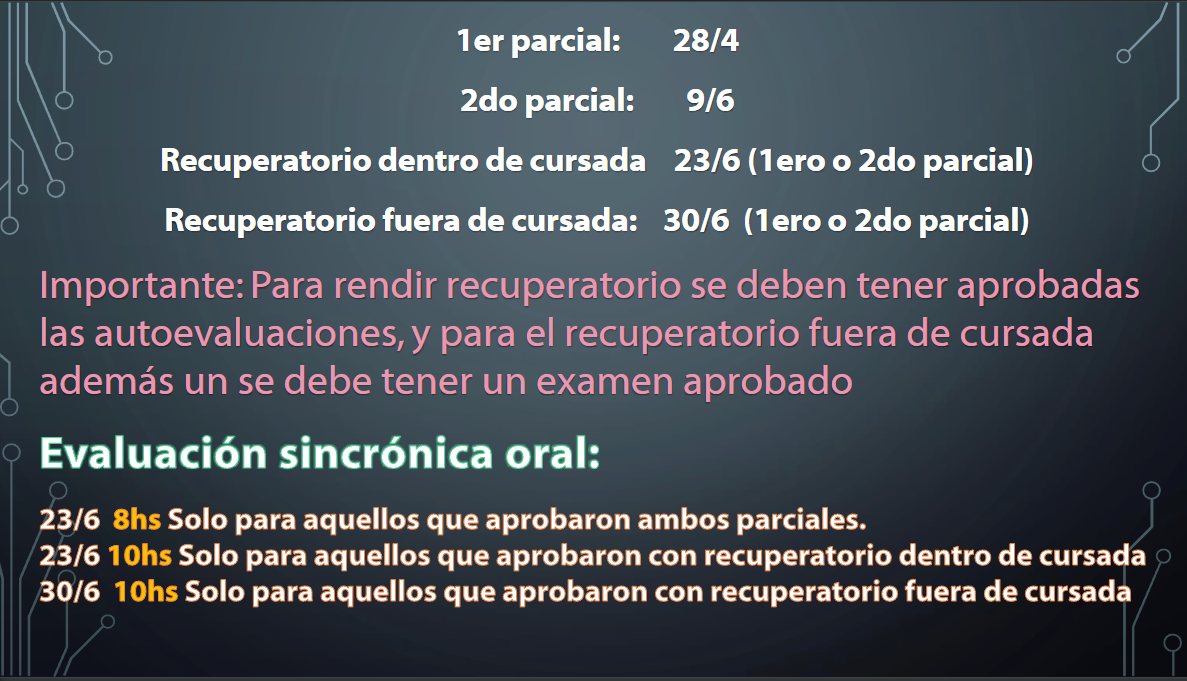 1er parcial: 28/4
2do parcial: 9/6
Recuperatorio dentro de cursada 23/6 (1ero o 2do parcial)
Recuperatorio fuera de cursada: 30/6 (1ero o 2do parcial)
Importante: Para rendir recuperatorio se deben tener aprobadas
las autoevaluaciones, y para el recuperatorio fuera de cursada
además un se debe tener un examen aprobado
Evaluación sincrónica oral:
23/6 8hs Solo para aquellos que aprobaron ambos parciales.
23/6 10hs Solo para aquellos que aprobaron con recuperatorio dentro de cursada
30/6 10hs Solo para aquellos que aprobaron con recuperatorio fuera de cursada